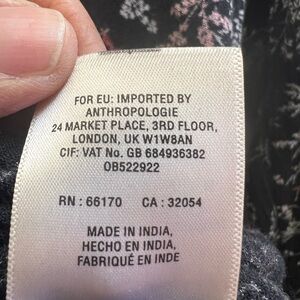 FOR EU: IMPORTED BY
ANTHROPOLOGIE
24 MARKET PLACE, 3RD FLOOR,
LONDON, UK W1W8AN
CIF: VAT No. GB 684936382
OB522922
RN : 66170 CA : 32054
MADE IN INDIA,
HECHO EN INDIA,
FABRIQUÉ EN INDE